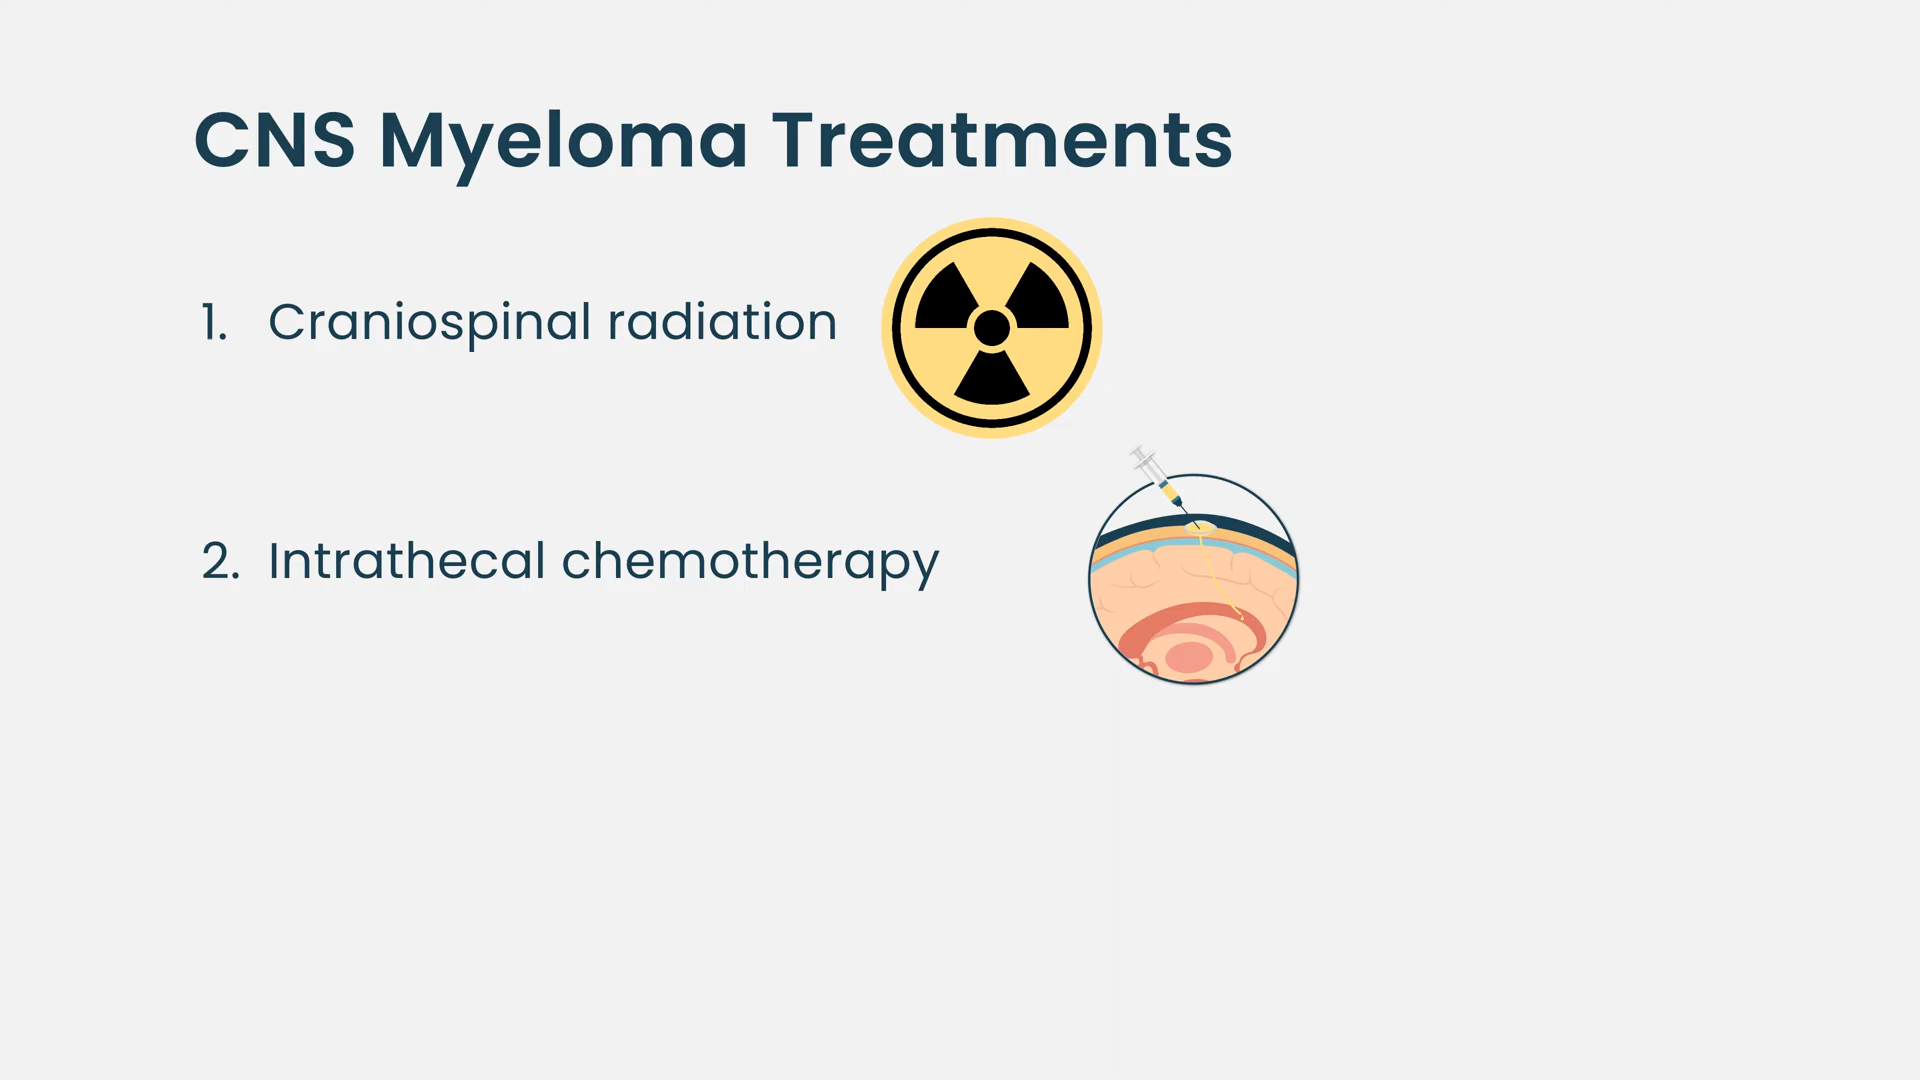 CNS Myeloma Treatments
1. Craniospinal radiation
2. Intrathecal chemotherapy